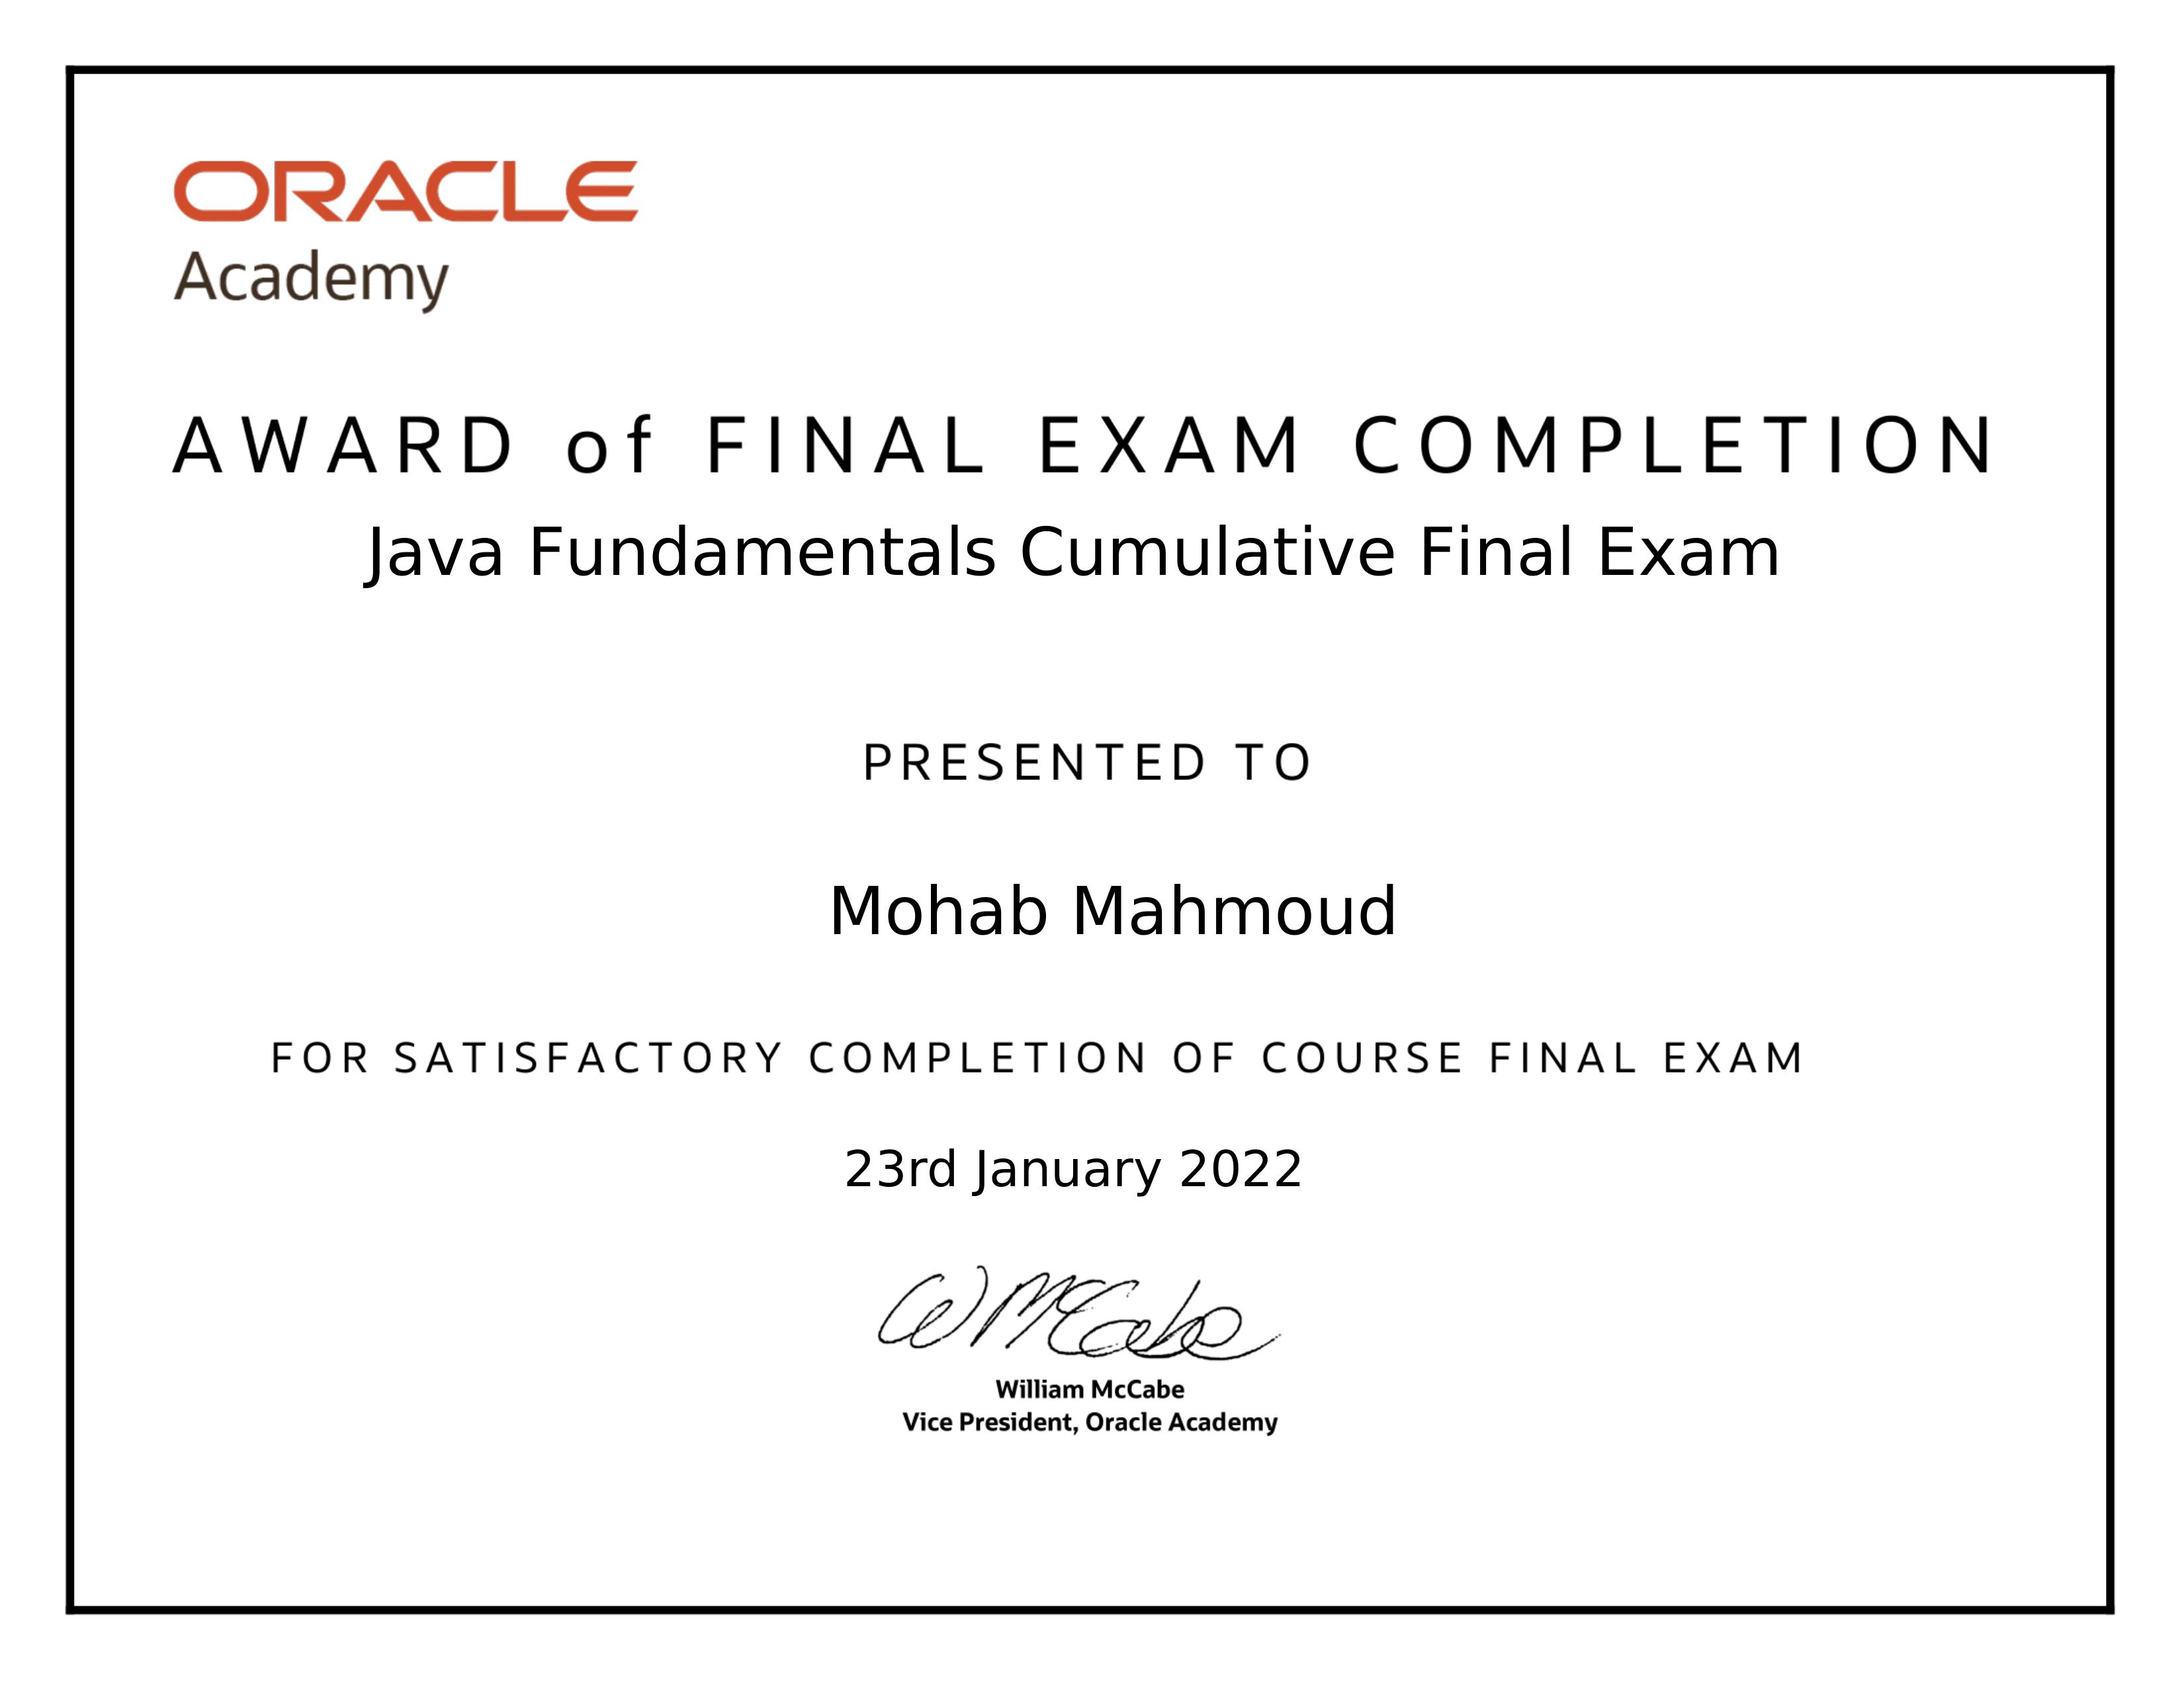 ORACLE
Academy
AWARD of FINAL EXAM COMPLETION
Java Fundamentals Cumulative Final Exam
PRESENTED TO
Mohab Mahmoud
FOR SATISFACTORY COMPLETION OF COURSE FINAL EXAM
23rd January 2022
W McCabe
William McCabe
Vice President, Oracle Academy